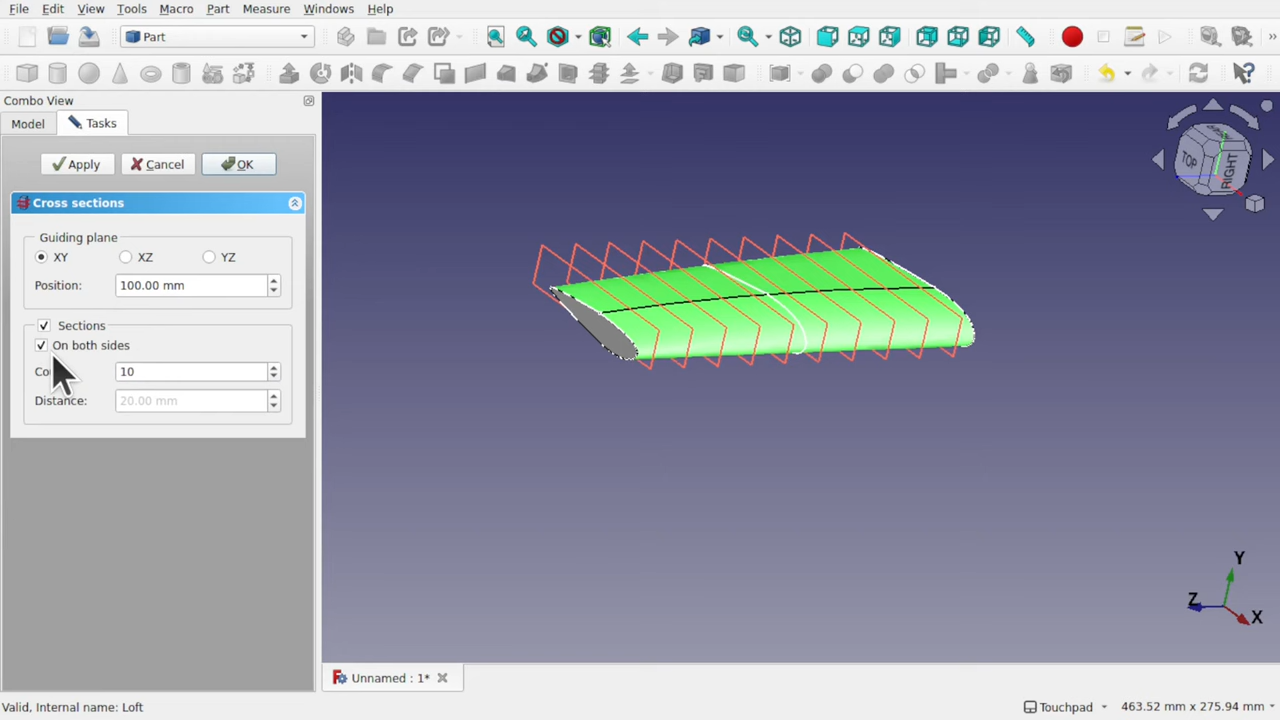 File Edit View Tools Macro Part Measure Windows Help
Part
»
Combo View
Model Tasks
TOP RIGHT
Apply Cancel OK
Cross sections
Guiding plane
XY XZ YZ
Position: 100.00 mm
Sections
On both sides
10
Distance: 20.00 mm
Y
Z
X
Unnamed : 1*
Valid, Internal name: Loft Touchpad 463.52 mm x 275.94 mm